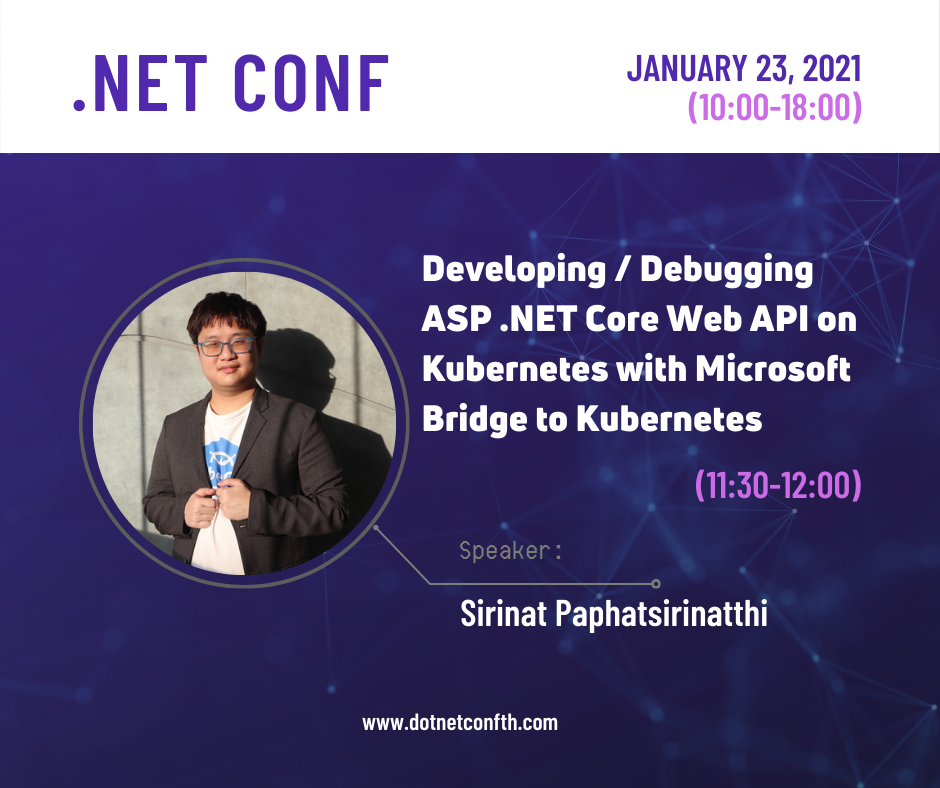 .NET CONF
JANUARY 23, 2021
(10:00-18:00)
Developing / Debugging
ASP .NET Core Web API on
Kubernetes with Microsoft
Bridge to Kubernetes
(11:30-12:00)
Speaker:
Sirinat Paphatsirinatthi
www.dotnetconfth.com